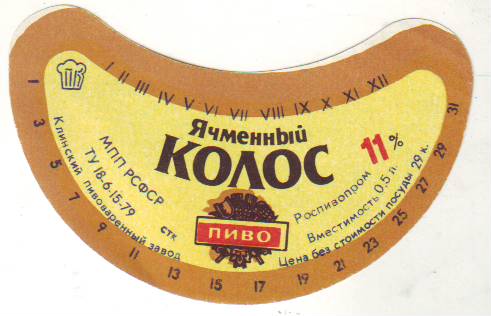 ПК
I II III IV V VI VII VIII IX X XI XII
Ячменный
КОЛОС
11%
ПИВО
МПП РСФСР
ТУ 18-6-15-79
стк
Клинский пивоваренный завод
Роспивопром
Вместимость 0,5 л.
Цена без стоимости посуды 29 к.
1 3 5 7 9 11 13 15 17 19 21 23 25 27 29 31